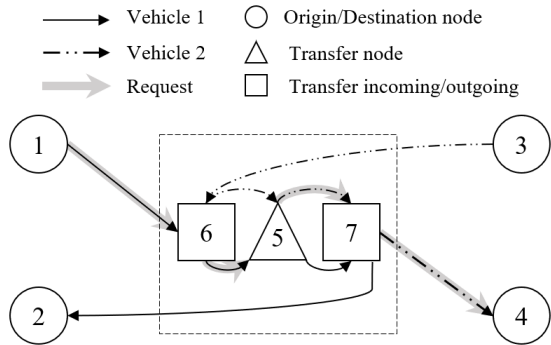 Vehicle 1 Origin/Destination node
Vehicle 2 Transfer node
Request Transfer incoming/outgoing
1 3
6 5 7
2 4